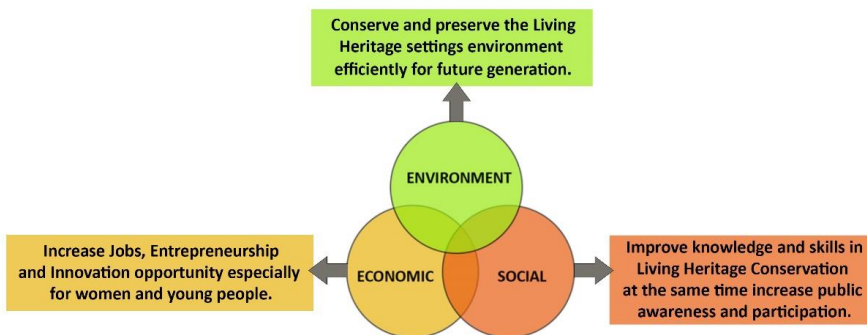 Conserve and preserve the Living
Heritage settings environment
efficiently for future generation.
ENVIRONMENT
Increase Jobs, Entrepreneurship
and Innovation opportunity especially
for women and young people.
ECONOMIC
SOCIAL
Improve knowledge and skills in
Living Heritage Conservation
at the same time increase public
awareness and participation.